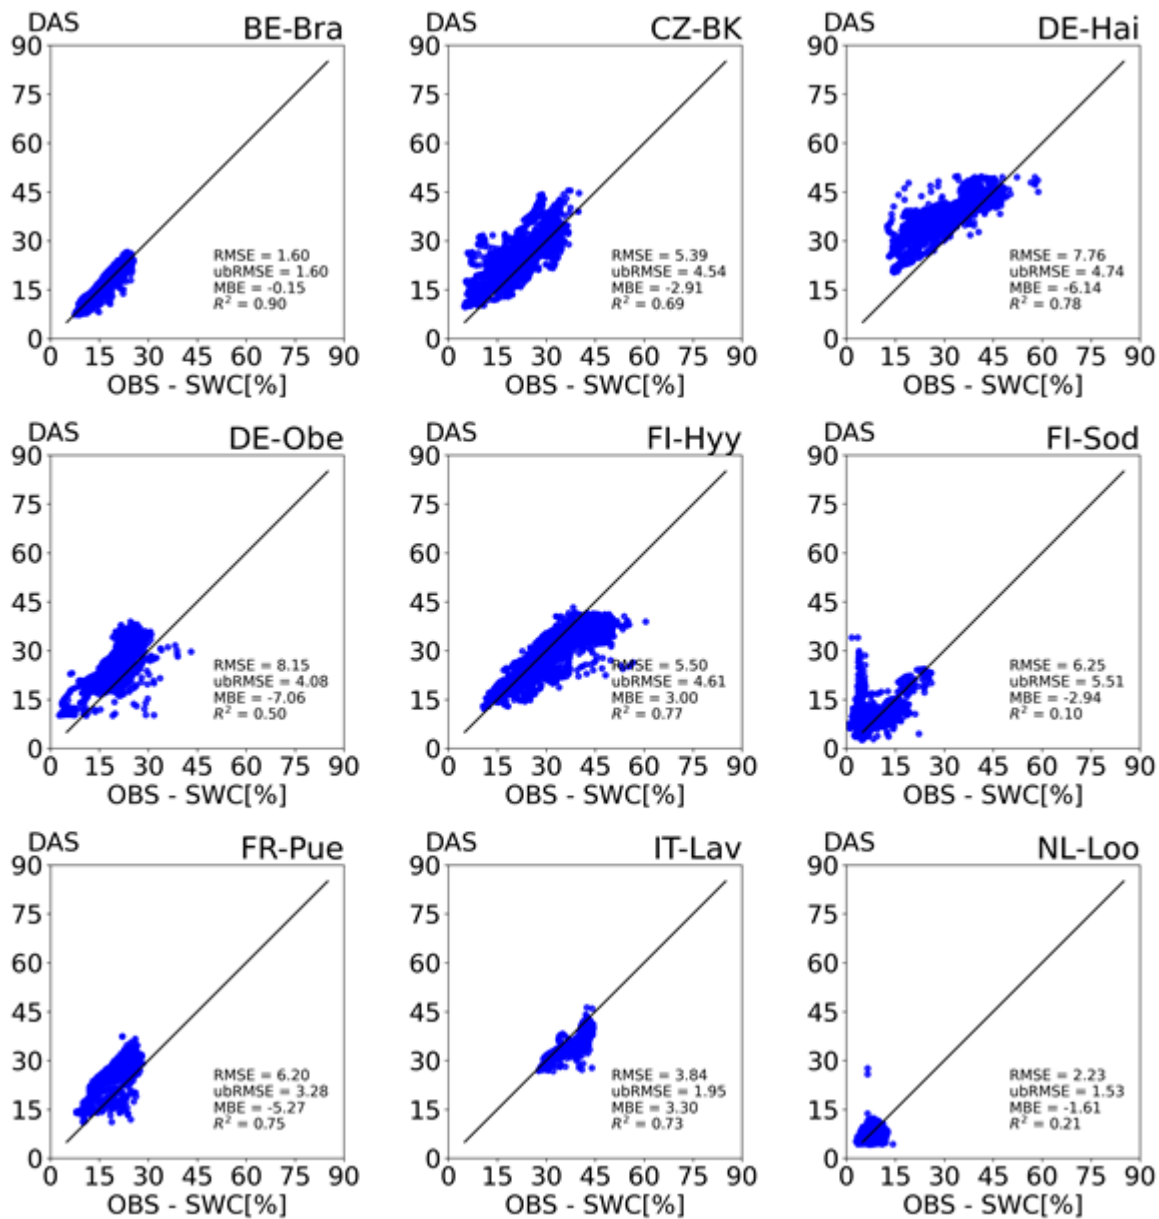 DAS BE-Bra
90
75
60
45
30
15
0
RMSE = 1.60
ubRMSE = 1.60
MBE = -0.15
R² = 0.90
0 15 30 45 60 75 90
OBS - SWC[%]
DAS CZ-BK
90
75
60
45
30
15
0
RMSE = 5.39
ubRMSE = 4.54
MBE = -2.91
R² = 0.69
0 15 30 45 60 75 90
OBS - SWC[%]
DAS DE-Hai
90
75
60
45
30
15
0
RMSE = 7.76
ubRMSE = 4.74
MBE = -6.14
R² = 0.78
0 15 30 45 60 75 90
OBS - SWC[%]
DAS DE-Obe
90
75
60
45
30
15
0
RMSE = 8.15
ubRMSE = 4.08
MBE = -7.06
R² = 0.50
0 15 30 45 60 75 90
OBS - SWC[%]
DAS FI-Hyy
90
75
60
45
30
15
0
RMSE = 5.50
ubRMSE = 4.61
MBE = 3.00
R² = 0.77
0 15 30 45 60 75 90
OBS - SWC[%]
DAS FI-Sod
90
75
60
45
30
15
0
RMSE = 6.25
ubRMSE = 5.51
MBE = -2.94
R² = 0.10
0 15 30 45 60 75 90
OBS - SWC[%]
DAS FR-Pue
90
75
60
45
30
15
0
RMSE = 6.20
ubRMSE = 3.28
MBE = -5.27
R² = 0.75
0 15 30 45 60 75 90
OBS - SWC[%]
DAS IT-Lav
90
75
60
45
30
15
0
RMSE = 3.84
ubRMSE = 1.95
MBE = 3.30
R² = 0.73
0 15 30 45 60 75 90
OBS - SWC[%]
DAS NL-Loo
90
75
60
45
30
15
0
RMSE = 2.23
ubRMSE = 1.53
MBE = -1.61
R² = 0.21
0 15 30 45 60 75 90
OBS - SWC[%]